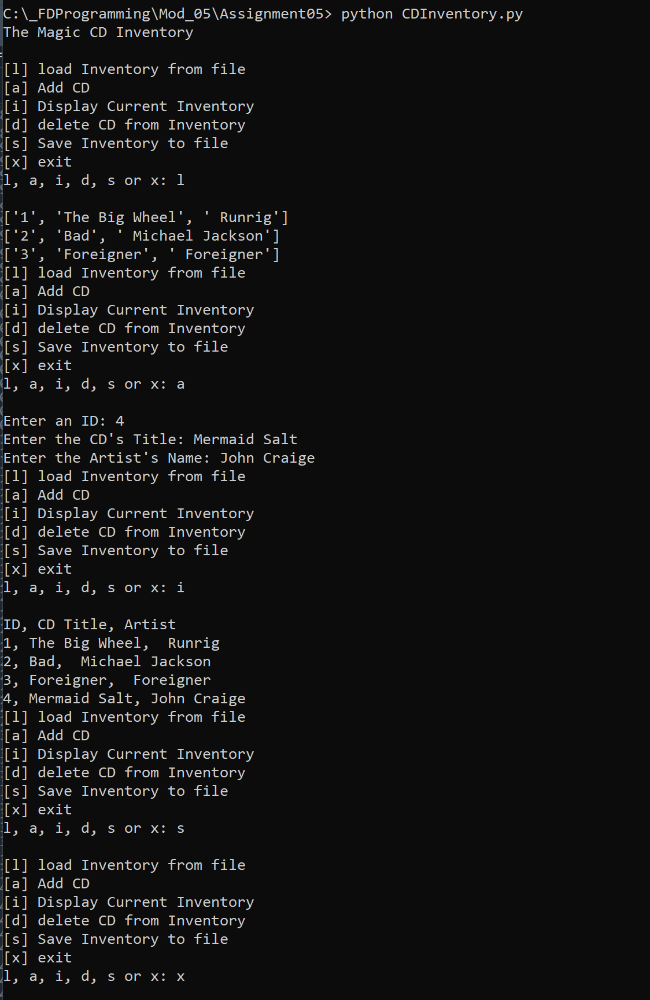 C:\_FDProgramming\Mod_05\Assignment05> python CDInventory.py
The Magic CD Inventory
[l] load Inventory from file
[a] Add CD
[i] Display Current Inventory
[d] delete CD from Inventory
[s] Save Inventory to file
[x] exit
l, a, i, d, s or x: l
['1', 'The Big Wheel', ' Runrig']
['2', 'Bad', ' Michael Jackson']
['3', 'Foreigner', ' Foreigner']
[l] load Inventory from file
[a] Add CD
[i] Display Current Inventory
[d] delete CD from Inventory
[s] Save Inventory to file
[x] exit
l, a, i, d, s or x: a
Enter an ID: 4
Enter the CD's Title: Mermaid Salt
Enter the Artist's Name: John Craige
[l] load Inventory from file
[a] Add CD
[i] Display Current Inventory
[d] delete CD from Inventory
[s] Save Inventory to file
[x] exit
l, a, i, d, s or x: i
ID, CD Title, Artist
1, The Big Wheel,  Runrig
2, Bad,  Michael Jackson
3, Foreigner,  Foreigner
4, Mermaid Salt, John Craige
[l] load Inventory from file
[a] Add CD
[i] Display Current Inventory
[d] delete CD from Inventory
[s] Save Inventory to file
[x] exit
l, a, i, d, s or x: s
[l] load Inventory from file
[a] Add CD
[i] Display Current Inventory
[d] delete CD from Inventory
[s] Save Inventory to file
[x] exit
l, a, i, d, s or x: x